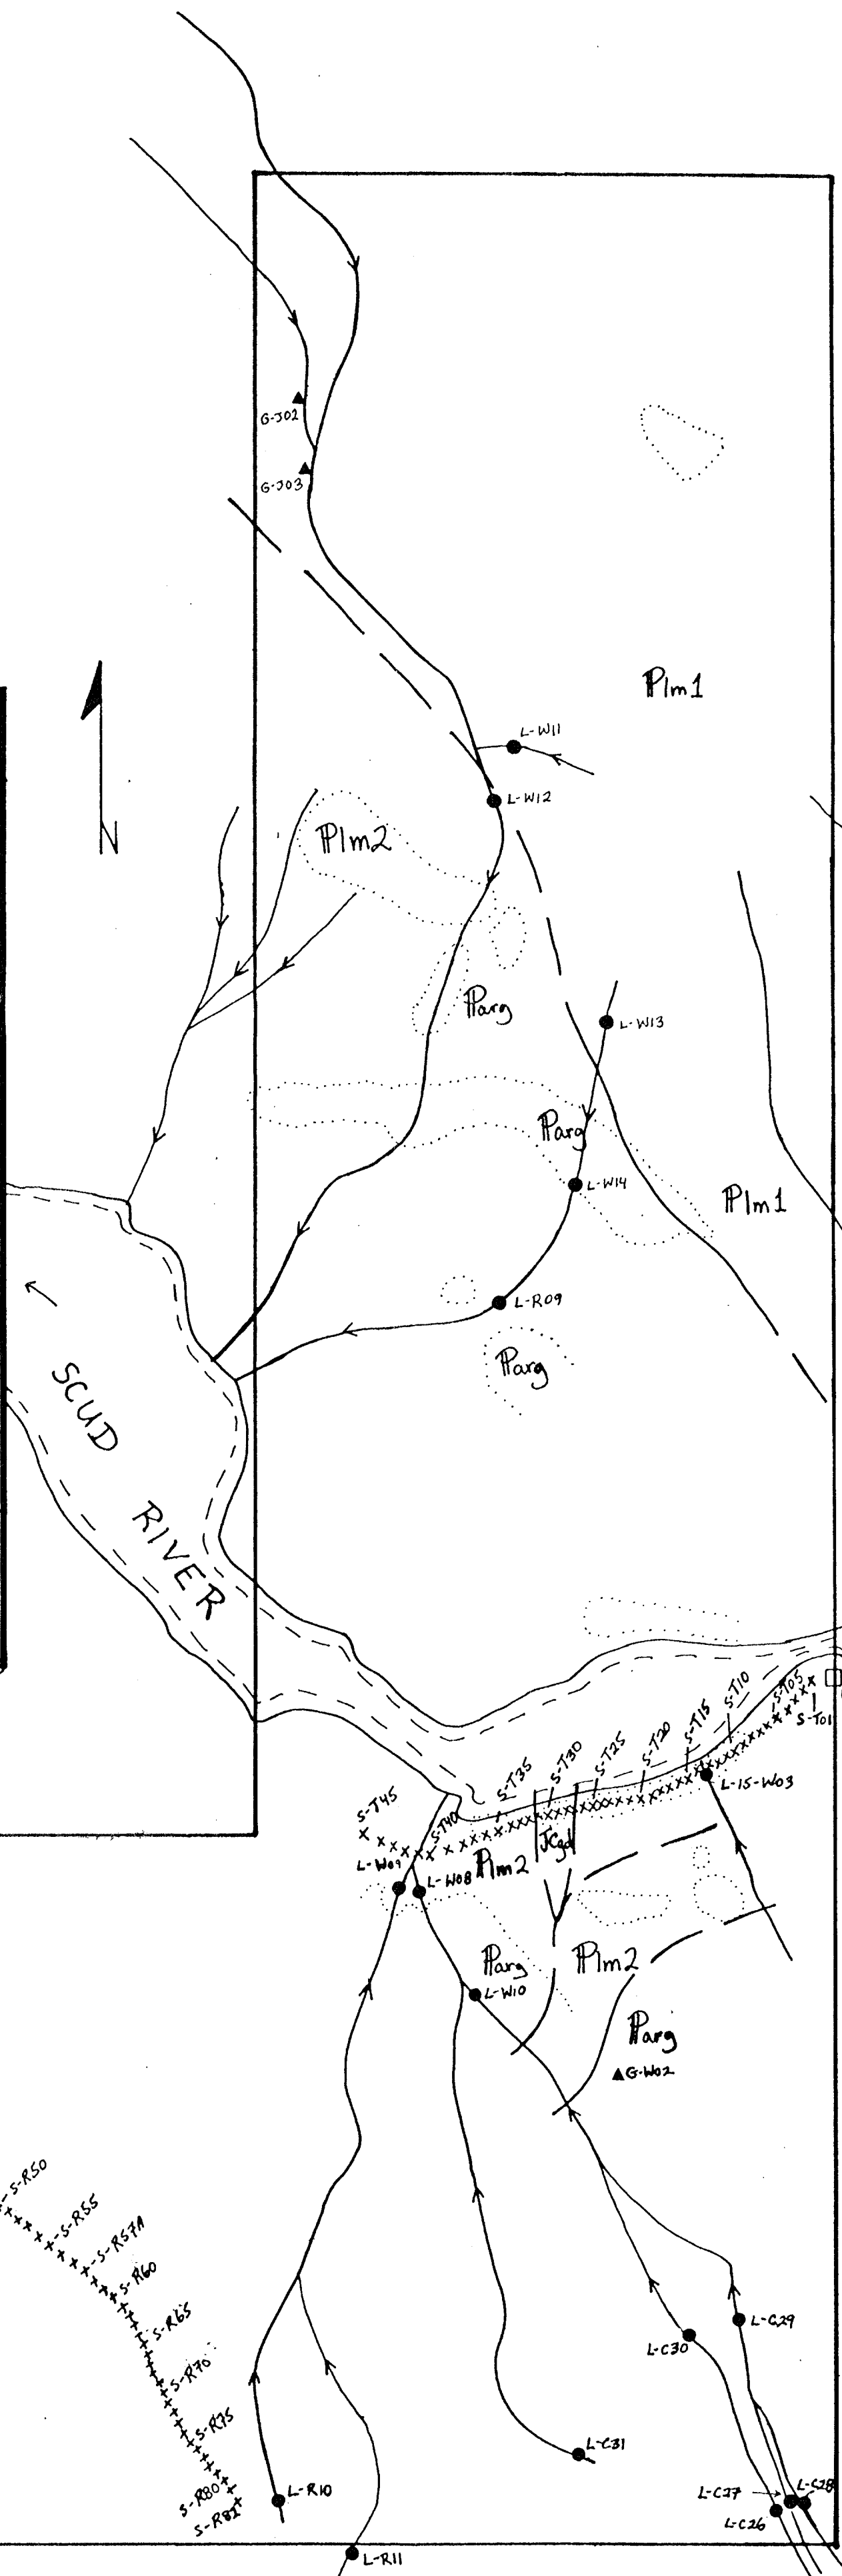 G-J02
G-J03
Plm1
L-W11
L-W12
N
Plm2
Parg
L-W13
Parg
L-W14
Plm1
L-R09
Parg
SCUD
RIVER
S-T10
S-T05
S-T01
S-T15
S-T20
S-T25
S-T30
S-T35
S-T40
S-T45
L-15-W03
JCgd
L-W09
L-W08
Plm2
Parg
Plm2
L-W10
Parg
G-W02
S-R50
S-R55
S-R57A
S-R60
S-R65
S-R70
S-R75
S-R80
S-R82
L-C29
L-C30
L-C31
L-R10
L-C27
L-C28
L-C26
L-R11